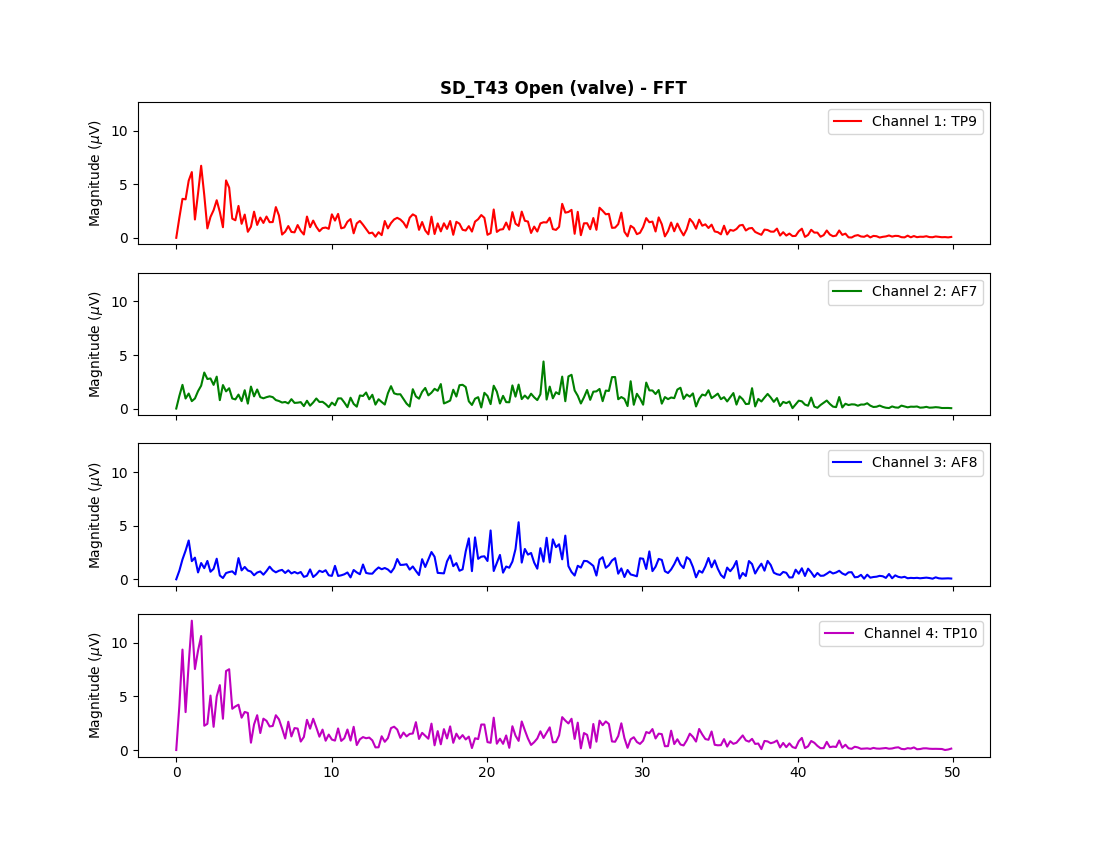 SD_T43 Open (valve) - FFT
Magnitude (μV)
10
5
0
Channel 1: TP9
Magnitude (μV)
10
5
0
Channel 2: AF7
Magnitude (μV)
10
5
0
Channel 3: AF8
Magnitude (μV)
10
5
0
Channel 4: TP10
0 10 20 30 40 50